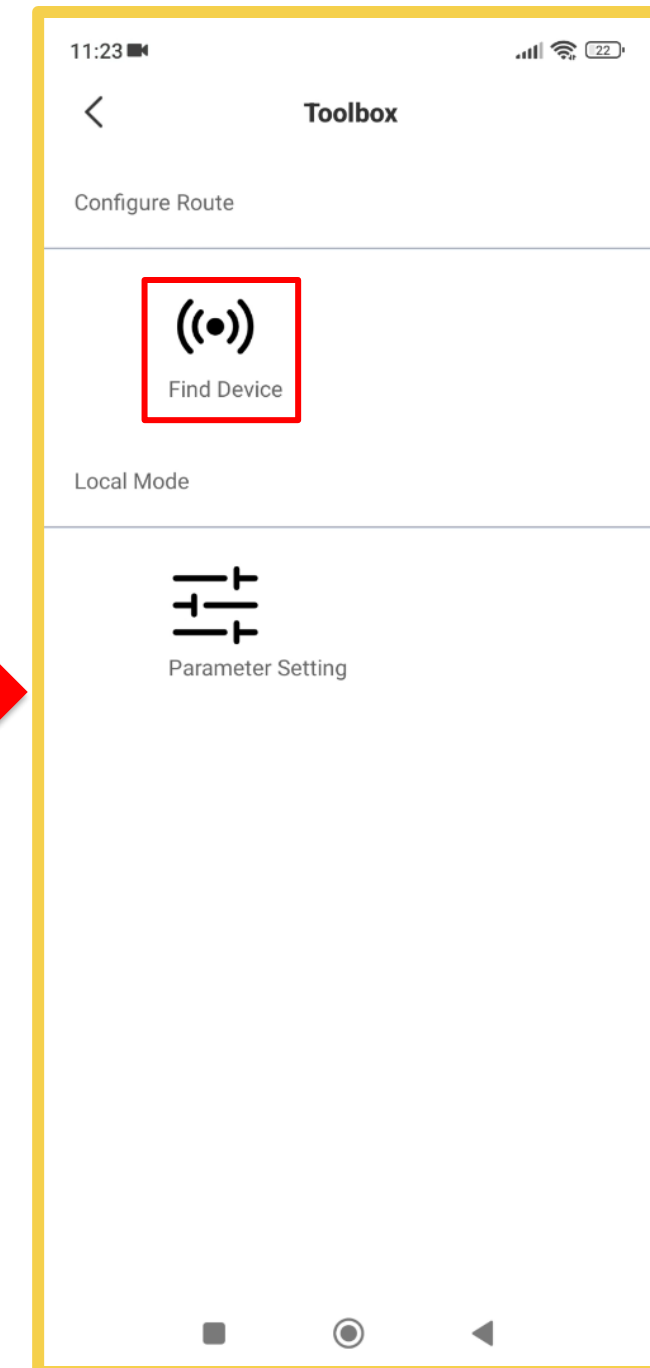 11:23
22
Toolbox
Configure Route
Find Device
Local Mode
Parameter Setting